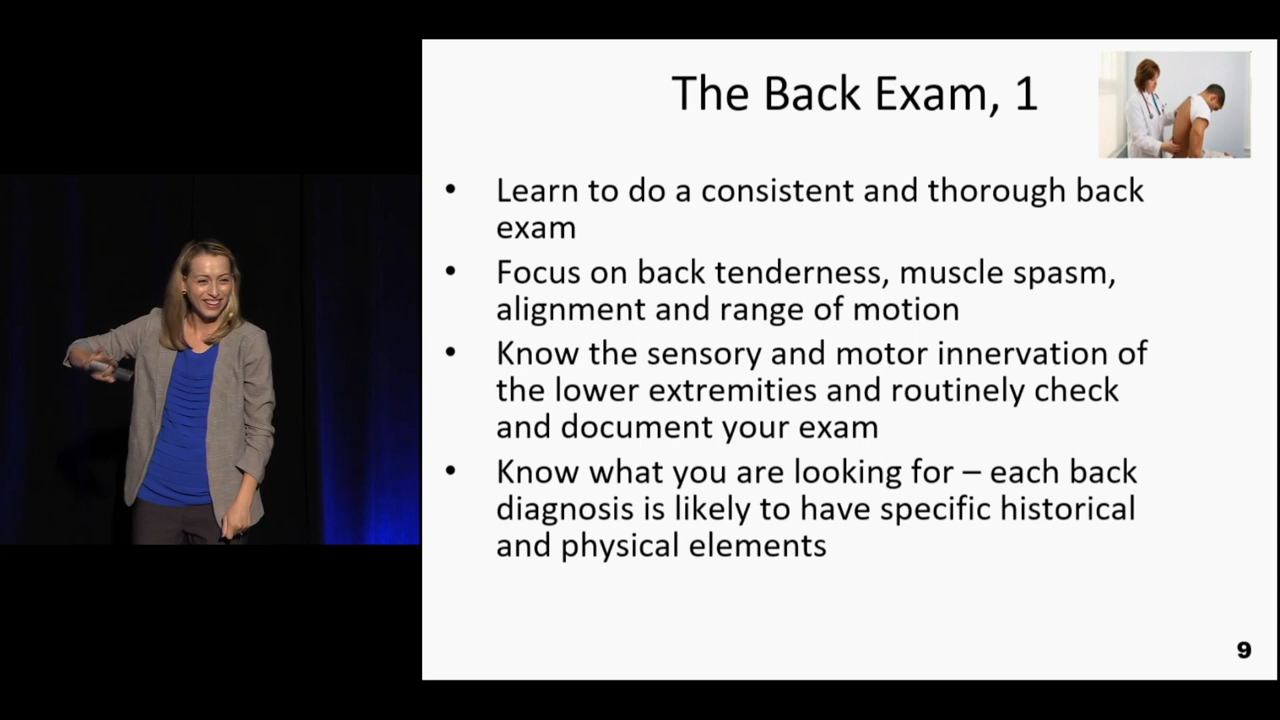 The Back Exam, 1
• Learn to do a consistent and thorough back
exam
• Focus on back tenderness, muscle spasm,
alignment and range of motion
• Know the sensory and motor innervation of
the lower extremities and routinely check
and document your exam
• Know what you are looking for – each back
diagnosis is likely to have specific historical
and physical elements
9